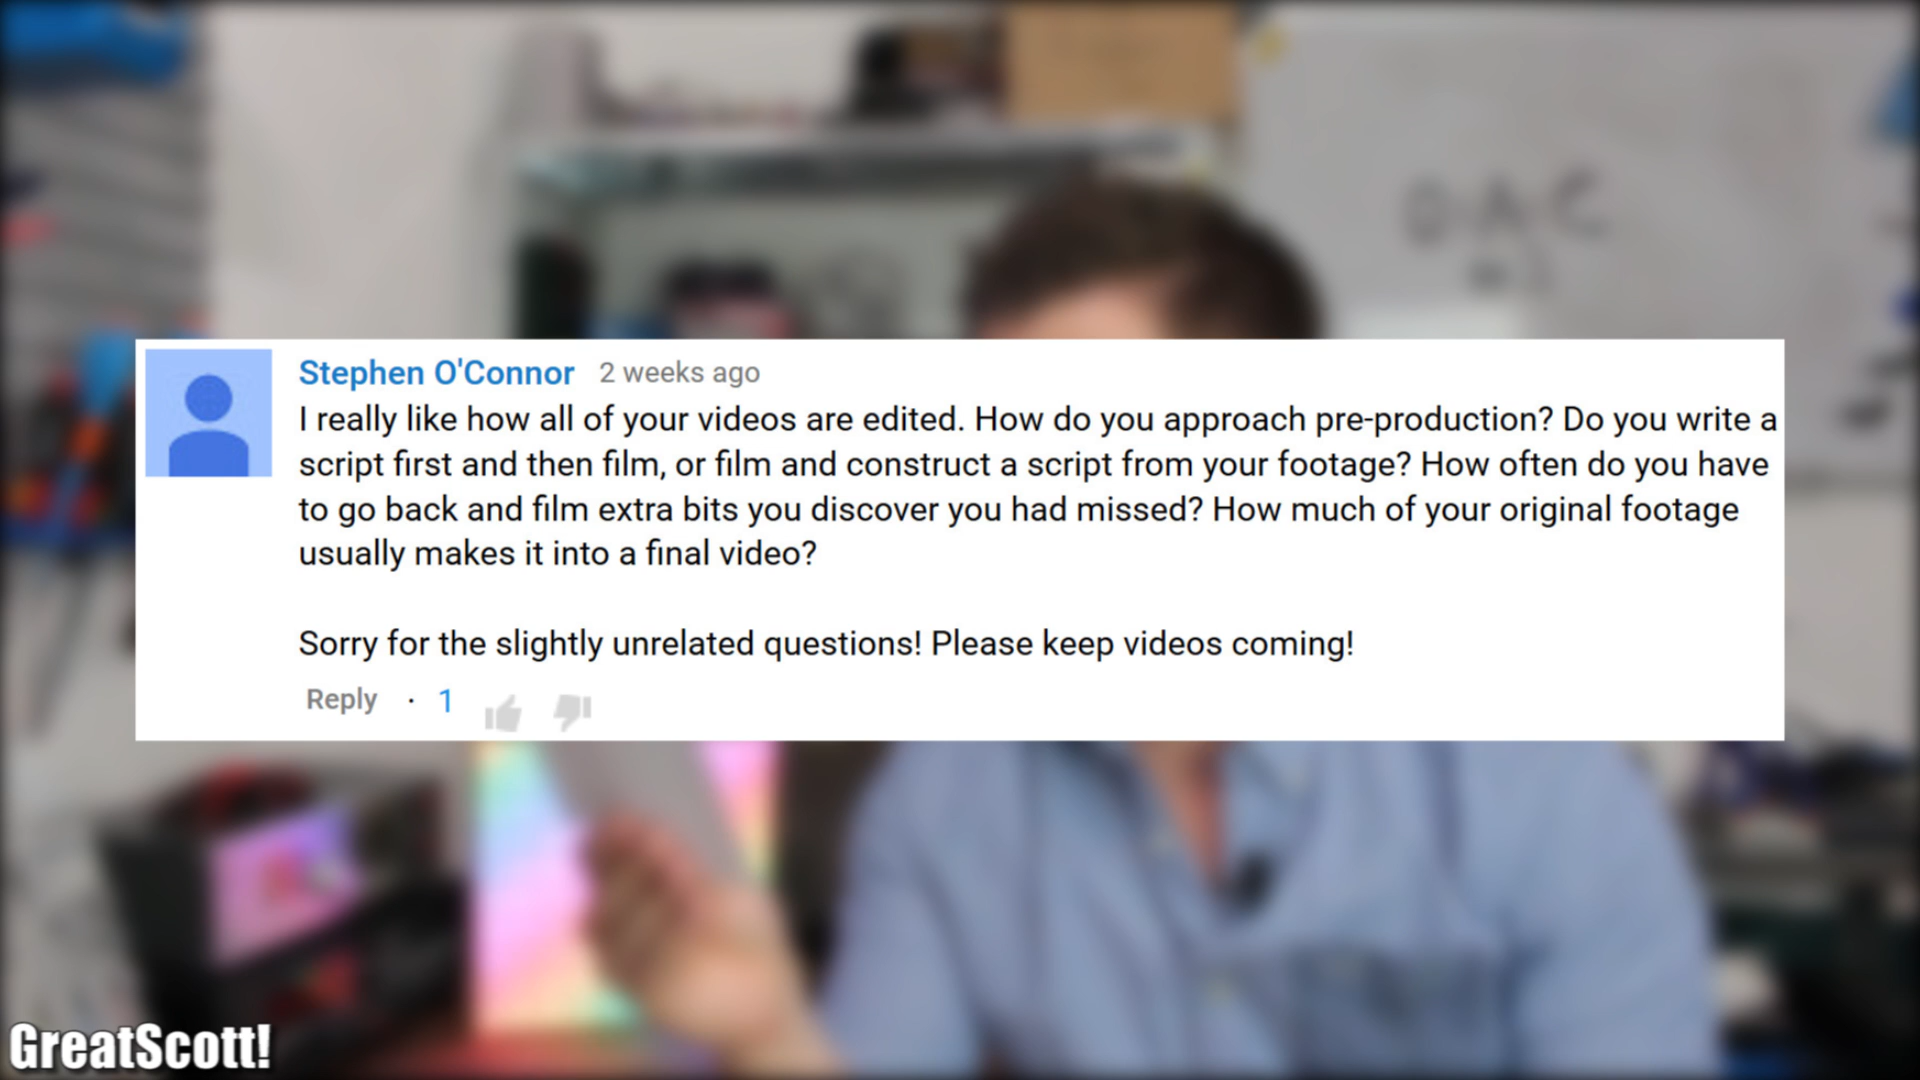 DAC
Stephen O'Connor 2 weeks ago
I really like how all of your videos are edited. How do you approach pre-production? Do you write a
script first and then film, or film and construct a script from your footage? How often do you have
to go back and film extra bits you discover you had missed? How much of your original footage
usually makes it into a final video?
Sorry for the slightly unrelated questions! Please keep videos coming!
Reply · 1
GreatScott!